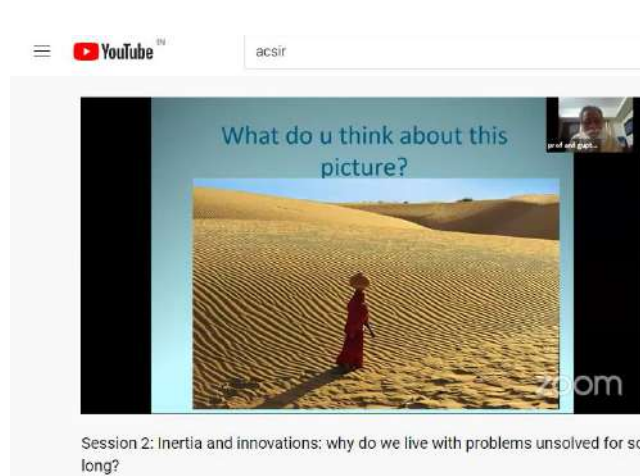 YouTube IN
acsir
What do u think about this
picture?
prof anil gupt...
zoom
Session 2: Inertia and innovations: why do we live with problems unsolved for so
long?